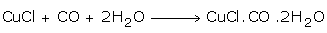 CuCl + CO + 2H₂O ⟶ CuCl.CO .2H₂O